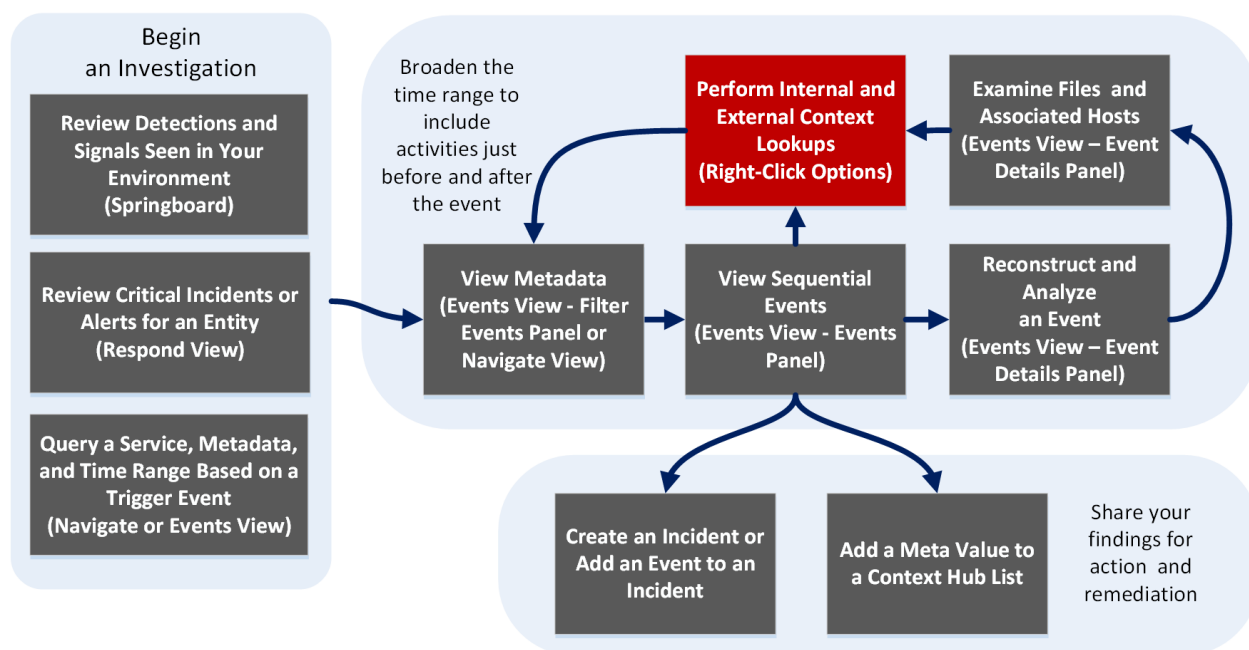 Begin
an Investigation
Review Detections and
Signals Seen in Your
Environment
(Springboard)
Review Critical Incidents or
Alerts for an Entity
(Respond View)
Query a Service, Metadata,
and Time Range Based on a
Trigger Event
(Navigate or Events View)
Broaden the
time range to
include
activities just
before and after
the event
Perform Internal and
External Context
Lookups
(Right-Click Options)
Examine Files and
Associated Hosts
(Events View – Event
Details Panel)
View Metadata
(Events View - Filter
Events Panel or
Navigate View)
View Sequential
Events
(Events View - Events
Panel)
Reconstruct and
Analyze
an Event
(Events View – Event
Details Panel)
Create an Incident or
Add an Event to an
Incident
Add a Meta Value to
a Context Hub List
Share your
findings for
action and
remediation